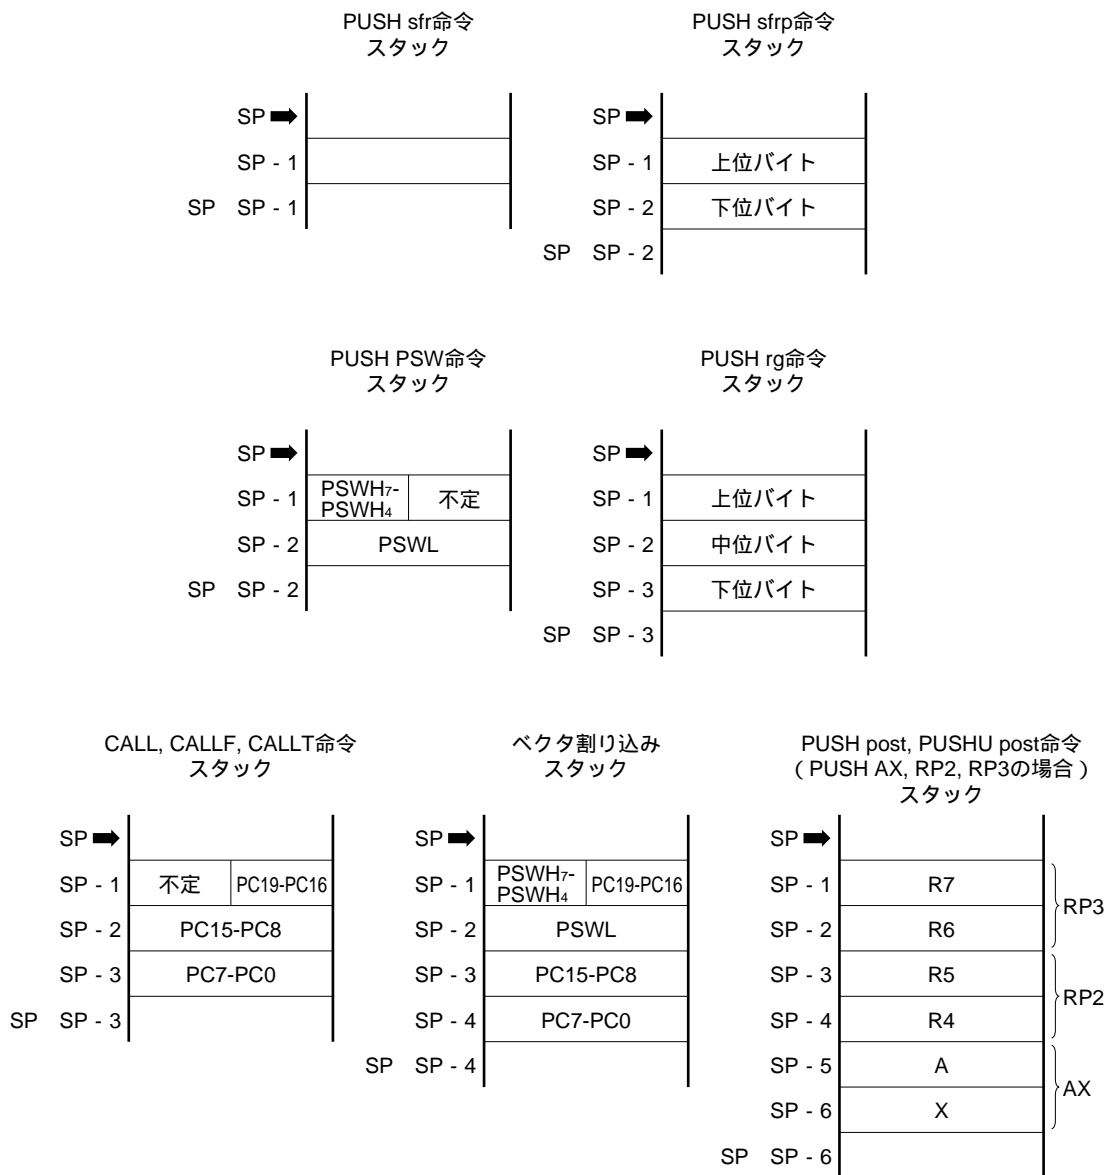 PUSH sfr命令
スタック
SP
SP - 1
SP SP - 1
PUSH sfrp命令
スタック
SP
SP - 1 上位バイト
SP - 2 下位バイト
SP SP - 2
PUSH PSW命令
スタック
SP
SP - 1 PSWH7-PSWH4 不定
SP - 2 PSWL
SP SP - 2
PUSH rg命令
スタック
SP
SP - 1 上位バイト
SP - 2 中位バイト
SP - 3 下位バイト
SP SP - 3
CALL, CALLF, CALLT命令
スタック
SP
SP - 1 不定 PC19-PC16
SP - 2 PC15-PC8
SP - 3 PC7-PC0
SP SP - 3
ベクタ割り込み
スタック
SP
SP - 1 PSWH7-PSWH4 PC19-PC16
SP - 2 PSWL
SP - 3 PC15-PC8
SP - 4 PC7-PC0
SP SP - 4
PUSH post, PUSHU post命令
（PUSH AX, RP2, RP3の場合）
スタック
SP
SP - 1 R7
RP3
SP - 2 R6
SP - 3 R5
RP2
SP - 4 R4
SP - 5 A
AX
SP - 6 X
SP SP - 6